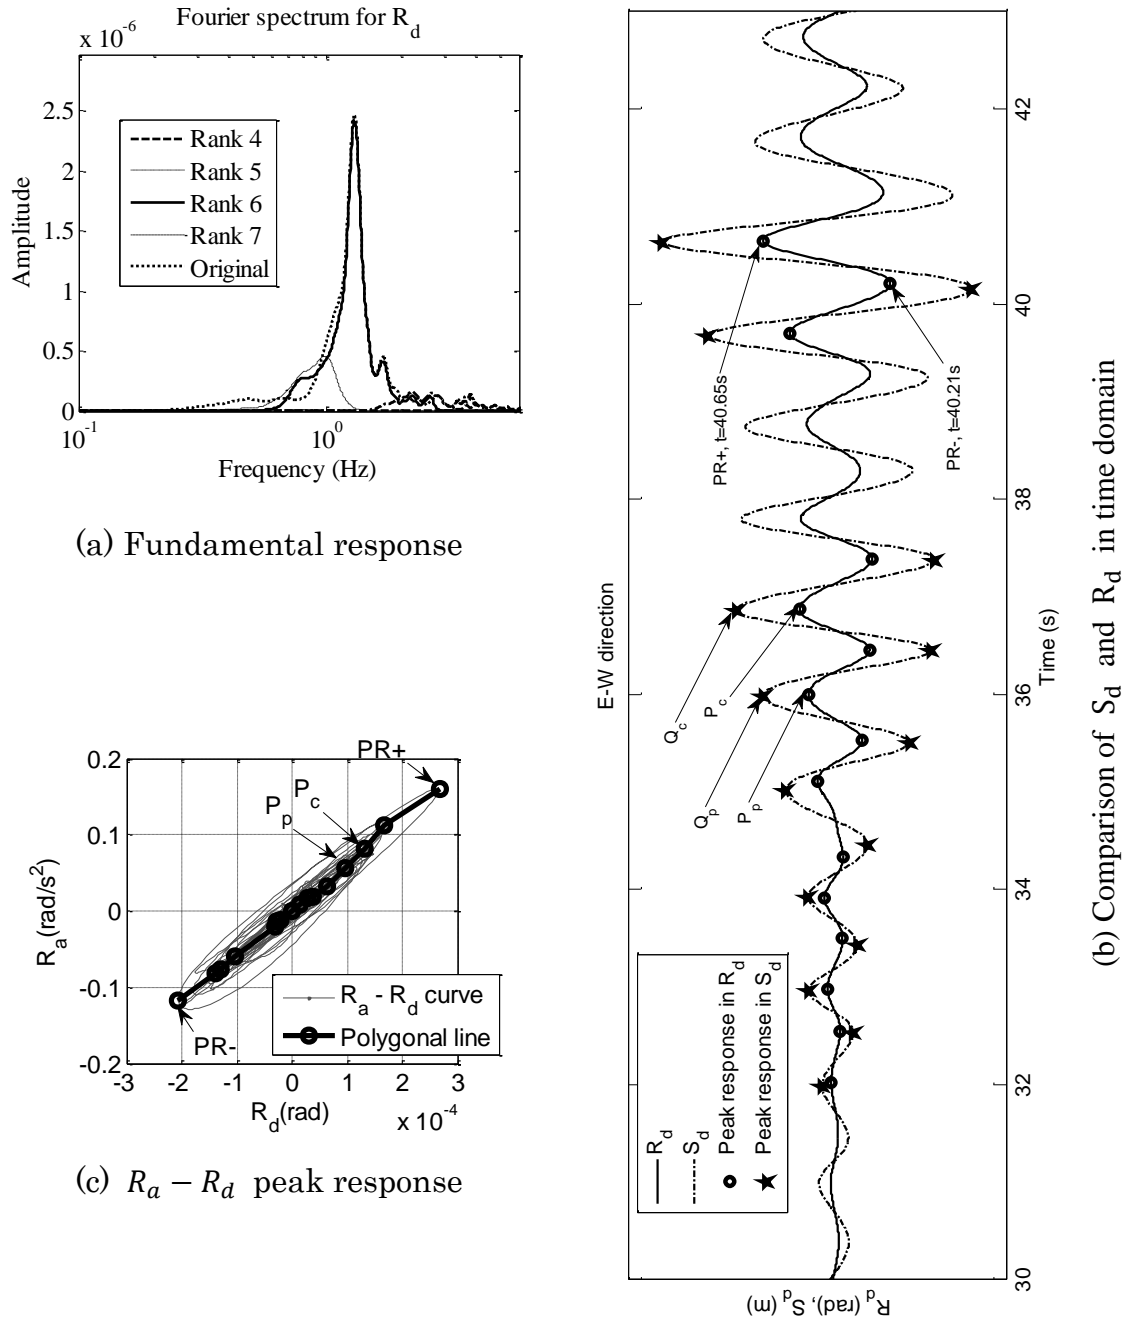 Fourier spectrum for R_d
x 10^-6
2.5
2
1.5
1
0.5
0
Amplitude
Rank 4
Rank 5
Rank 6
Rank 7
Original
10^-1
10^0
Frequency (Hz)
(a) Fundamental response
PR+
P_c
P_p
0.2
0.1
0
-0.1
-0.2
R_a(rad/s^2)
R_a - R_d curve
Polygonal line
PR-
-3
-2
-1
0
1
2
3
R_d(rad)
x 10^-4
(c) R_a − R_d peak response
E-W direction
R_d (rad), S_d (m)
R_d
S_d
Peak response in R_d
Peak response in S_d
Q_p
P_p
Q_c
P_c
PR+, t=40.65s
PR-, t=40.21s
30
32
34
36
38
40
42
Time (s)
(b) Comparison of S_d and R_d in time domain